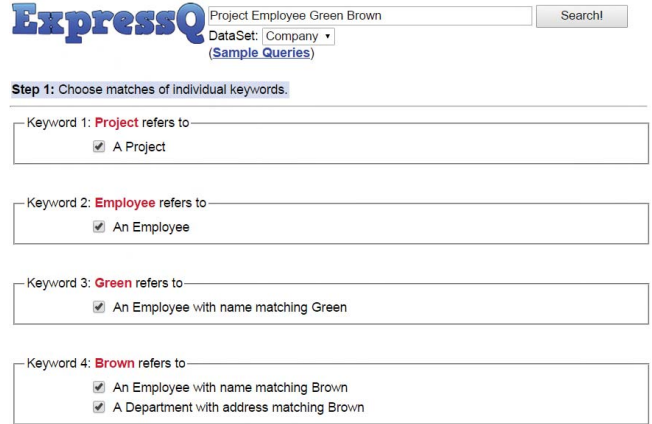 ExpressQ Project Employee Green Brown Search!
DataSet: Company
(Sample Queries)
Step 1: Choose matches of individual keywords.
Keyword 1: Project refers to
A Project
Keyword 2: Employee refers to
An Employee
Keyword 3: Green refers to
An Employee with name matching Green
Keyword 4: Brown refers to
An Employee with name matching Brown
A Department with address matching Brown